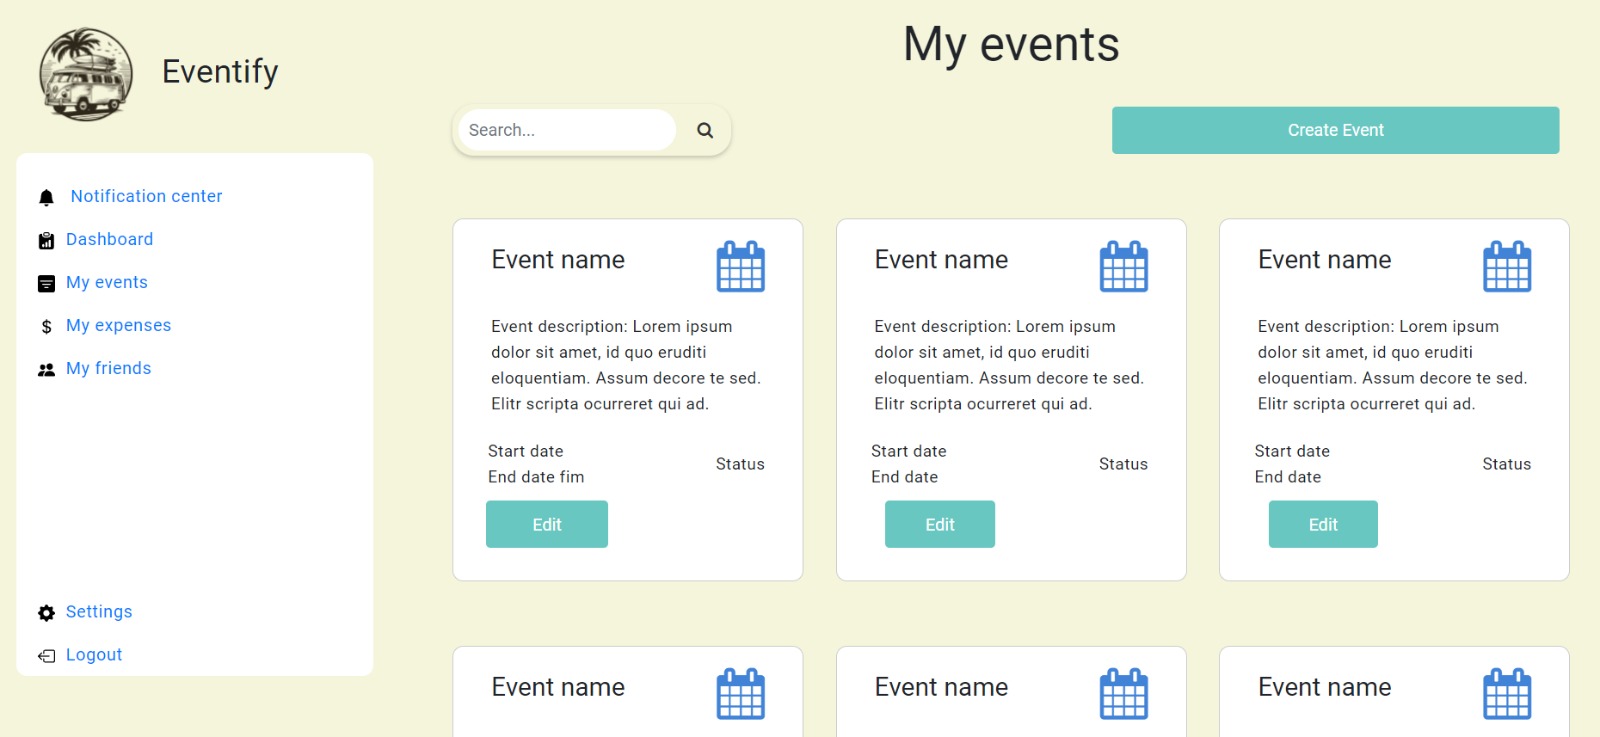 Eventify
Notification center
Dashboard
My events
My expenses
My friends
Settings
Logout
My events
Search...
Create Event
Event name
Event description: Lorem ipsum
dolor sit amet, id quo eruditi
eloquentiam. Assum decore te sed.
Elitr scripta ocurreret qui ad.
Start date
End date fim
Status
Edit
Event name
Event description: Lorem ipsum
dolor sit amet, id quo eruditi
eloquentiam. Assum decore te sed.
Elitr scripta ocurreret qui ad.
Start date
End date
Status
Edit
Event name
Event description: Lorem ipsum
dolor sit amet, id quo eruditi
eloquentiam. Assum decore te sed.
Elitr scripta ocurreret qui ad.
Start date
End date
Status
Edit
Event name
Event name
Event name